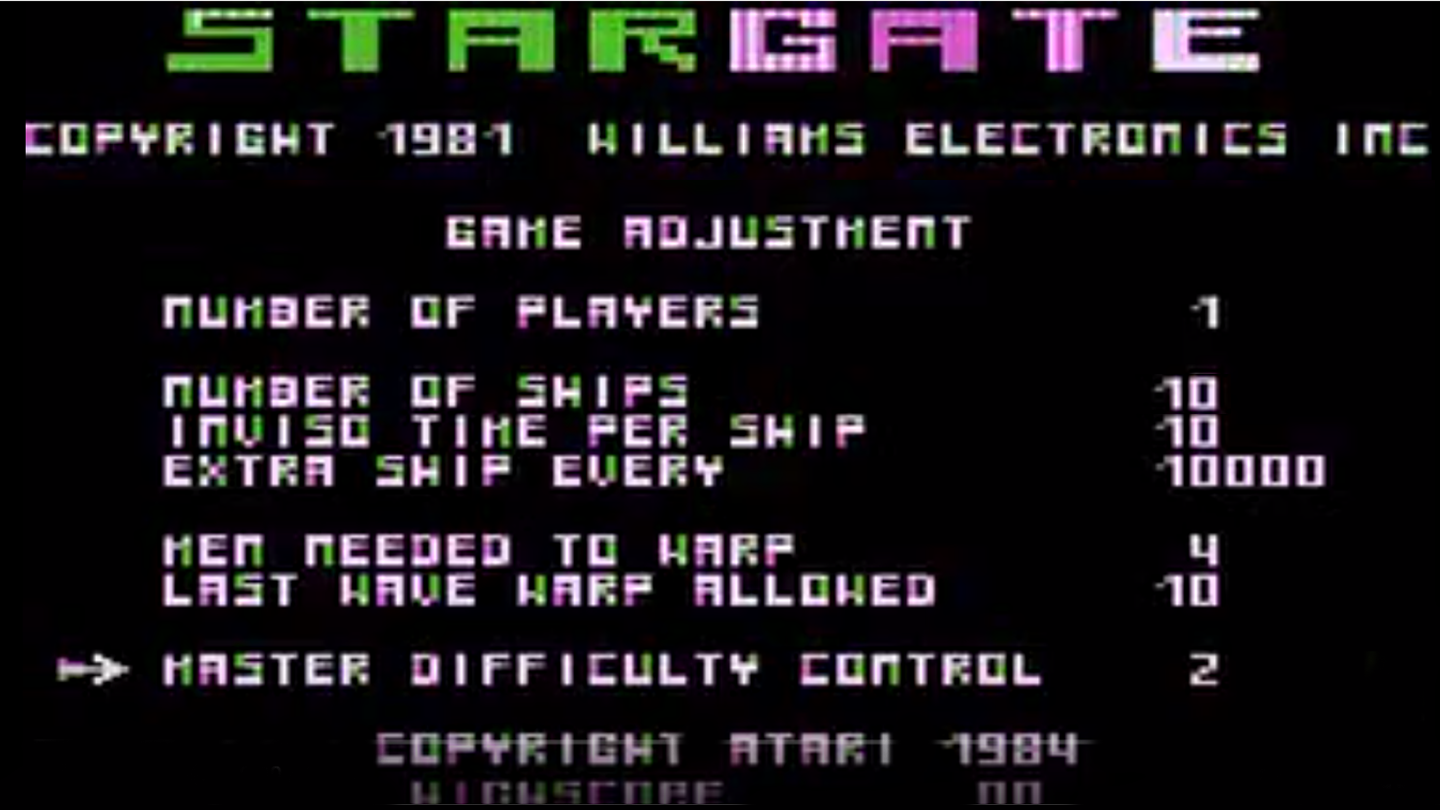 STARGATE
COPYRIGHT 1981 WILLIAMS ELECTRONICS INC
GAME ADJUSTMENT
NUMBER OF PLAYERS 1
NUMBER OF SHIPS 10
INVISO TIME PER SHIP 10
EXTRA SHIP EVERY 10000
MEN NEEDED TO WARP 4
LAST WAVE WARP ALLOWED 10
MASTER DIFFICULTY CONTROL 2
COPYRIGHT ATARI 1984
HIGHSCORE 00